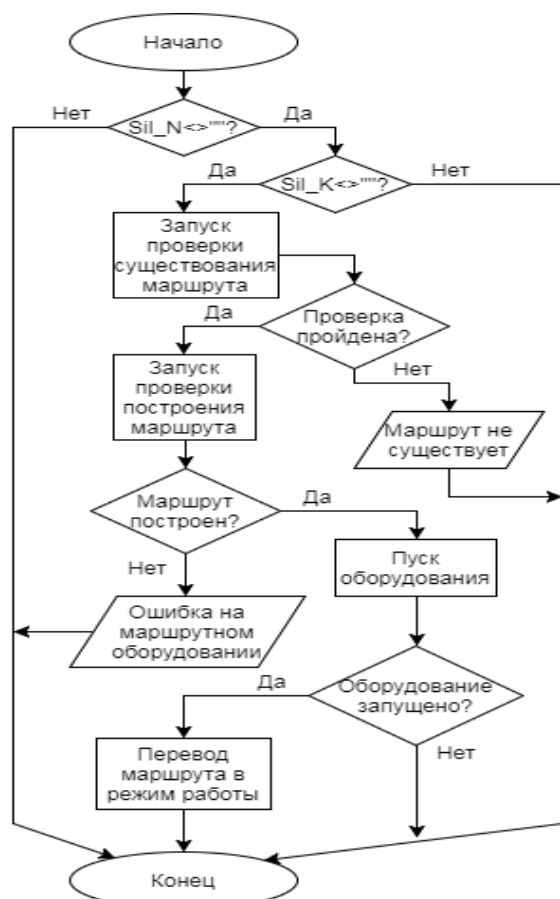 Начало
Нет
Sil_N<>""?
Да
Да
Sil_K<>""?
Нет
Запуск
проверки
существования
маршрута
Да
Проверка
пройдена?
Запуск
проверки
построения
маршрута
Нет
Маршрут не
существует
Маршрут
построен?
Да
Пуск
оборудования
Нет
Ошибка на
маршрутном
оборудовании
Да
Оборудование
запущено?
Перевод
маршрута в
режим работы
Нет
Конец